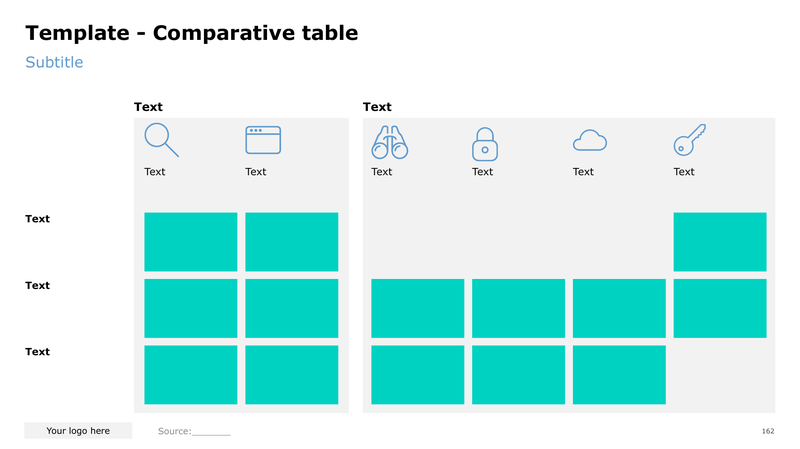 Template – Comparative table
Subtitle
Text Text
Text Text Text Text Text Text
Text
Text
Text
Your logo here Source:_______ 162